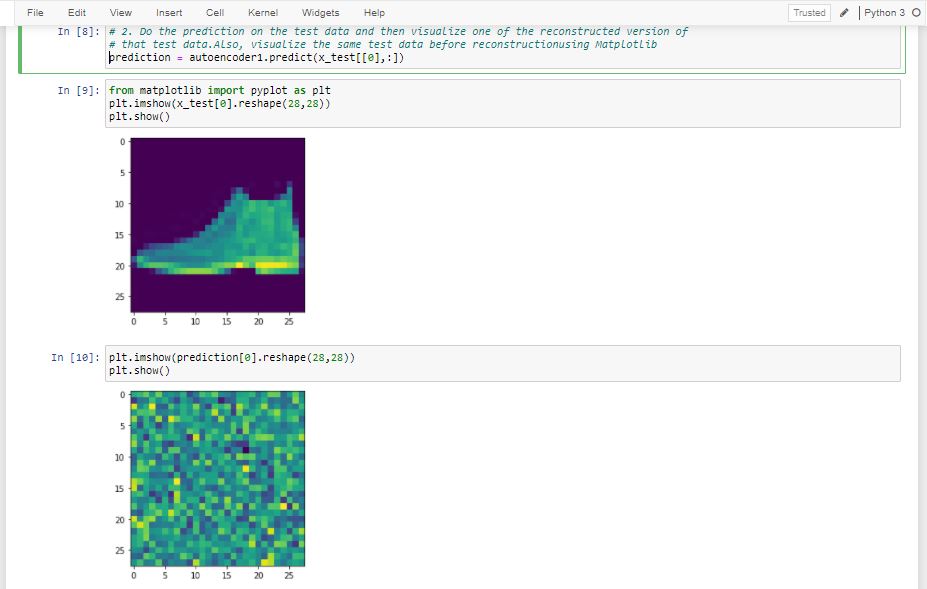 File Edit View Insert Cell Kernel Widgets Help Trusted Python 3
In [8]: # 2. Do the prediction on the test data and then visualize one of the reconstructed version of
# that test data.Also, visualize the same test data before reconstructionusing Matplotlib
prediction = autoencoder1.predict(x_test[[0],:])
In [9]: from matplotlib import pyplot as plt
plt.imshow(x_test[0].reshape(28,28))
plt.show()
0
5
10
15
20
25
0 5 10 15 20 25
In [10]: plt.imshow(prediction[0].reshape(28,28))
plt.show()
0
5
10
15
20
25
0 5 10 15 20 25